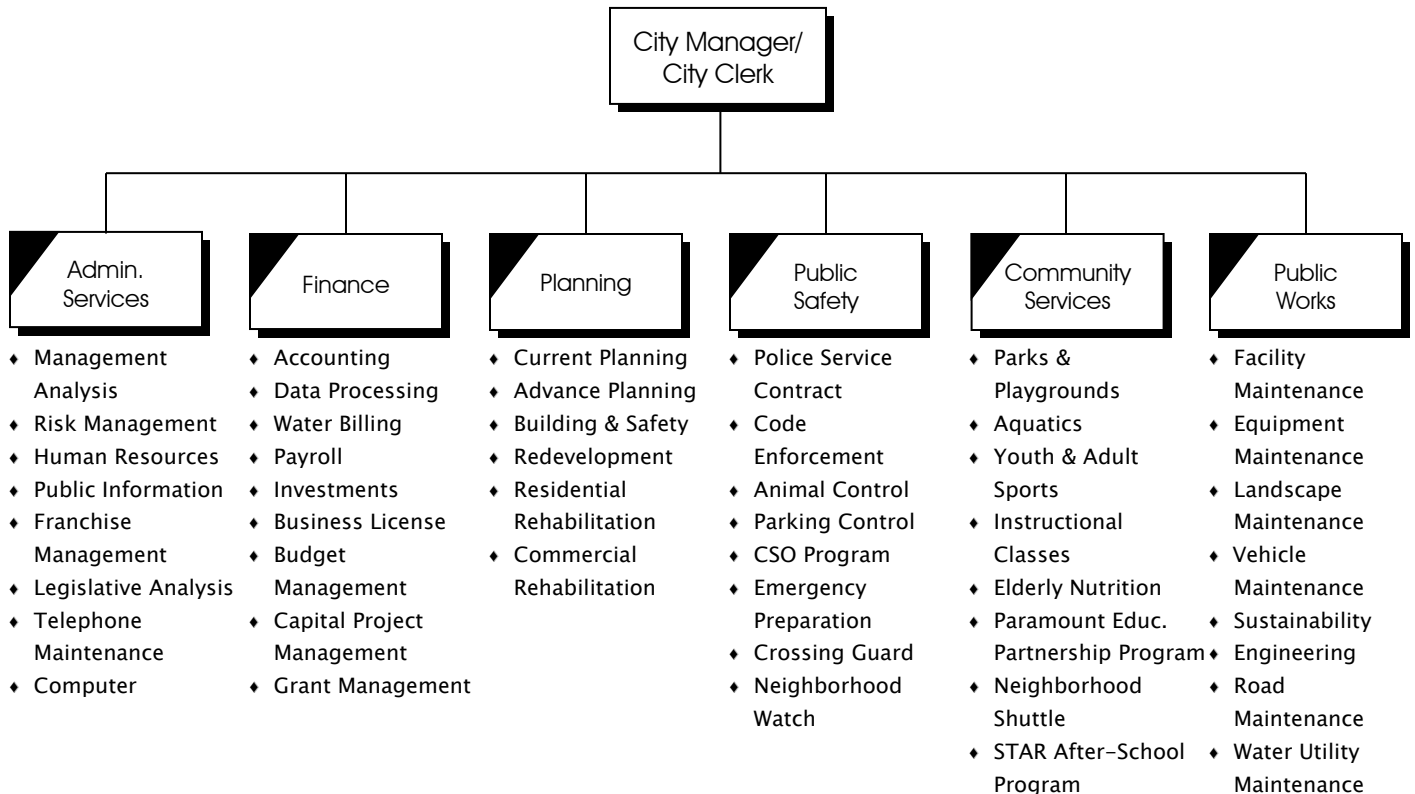 City Manager/
City Clerk
Admin.
Services
♦ Management
Analysis
♦ Risk Management
♦ Human Resources
♦ Public Information
♦ Franchise
Management
♦ Legislative Analysis
♦ Telephone
Maintenance
♦ Computer
Finance
♦ Accounting
♦ Data Processing
♦ Water Billing
♦ Payroll
♦ Investments
♦ Business License
♦ Budget
Management
♦ Capital Project
Management
♦ Grant Management
Planning
♦ Current Planning
♦ Advance Planning
♦ Building & Safety
♦ Redevelopment
♦ Residential
Rehabilitation
♦ Commercial
Rehabilitation
Public
Safety
♦ Police Service
Contract
♦ Code
Enforcement
♦ Animal Control
♦ Parking Control
♦ CSO Program
♦ Emergency
Preparation
♦ Crossing Guard
♦ Neighborhood
Watch
Community
Services
♦ Parks &
Playgrounds
♦ Aquatics
♦ Youth & Adult
Sports
♦ Instructional
Classes
♦ Elderly Nutrition
♦ Paramount Educ.
Partnership Program
♦ Neighborhood
Shuttle
♦ STAR After-School
Program
Public
Works
♦ Facility
Maintenance
♦ Equipment
Maintenance
♦ Landscape
Maintenance
♦ Vehicle
Maintenance
♦ Sustainability
♦ Engineering
♦ Road
Maintenance
♦ Water Utility
Maintenance